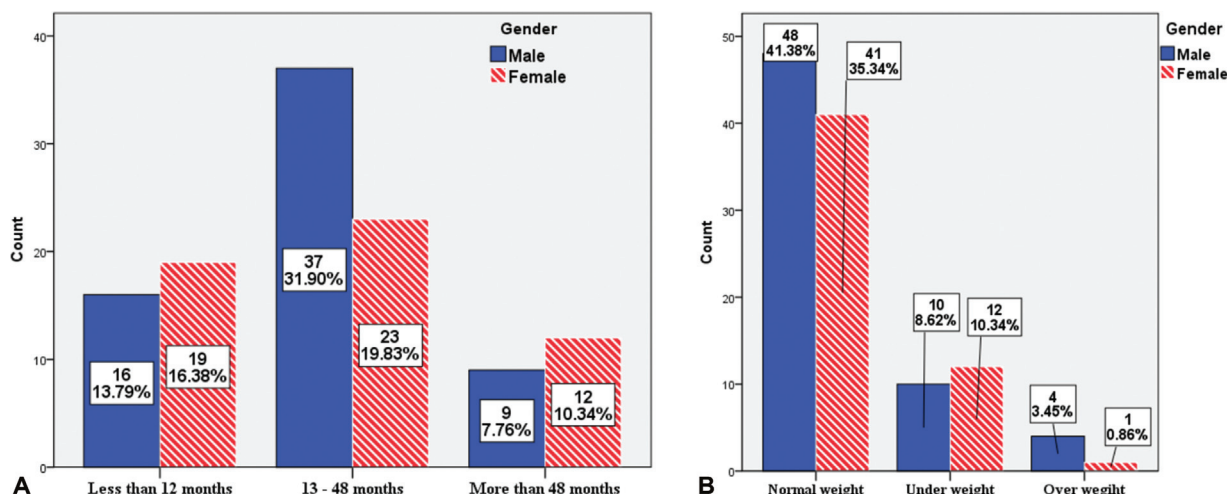 Gender
Male
Female
Count
40
30
20
10
0
16
13.79%
19
16.38%
37
31.90%
23
19.83%
9
7.76%
12
10.34%
Less than 12 months
13 - 48 months
More than 48 months
A
Gender
Male
Female
Count
50
40
30
20
10
0
48
41.38%
41
35.34%
10
8.62%
12
10.34%
4
3.45%
1
0.86%
Normal weight
Under weight
Over wegiht
B